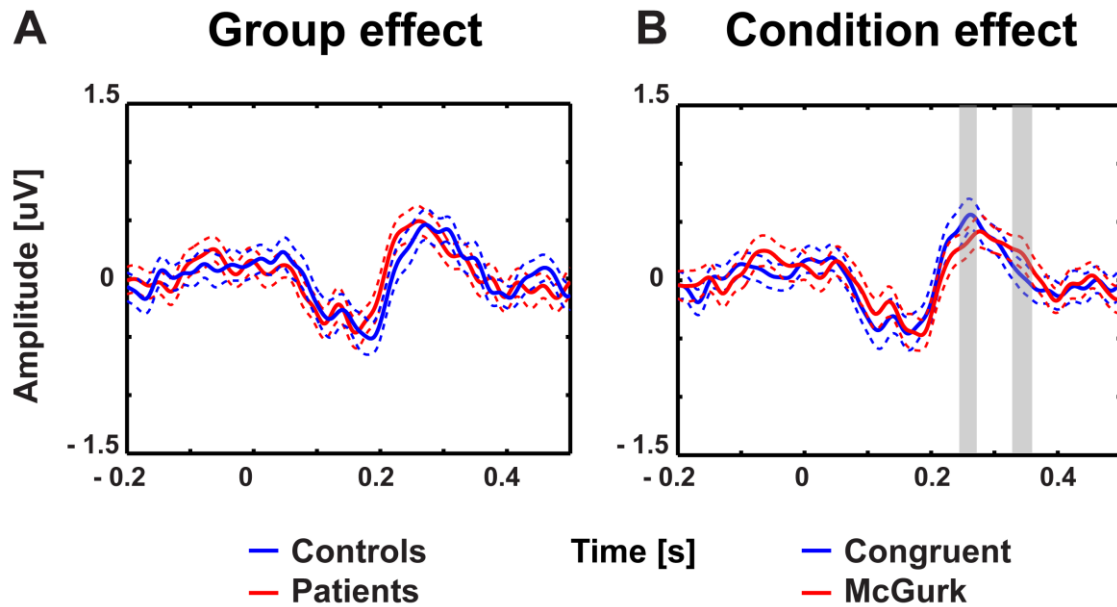 A Group effect
B Condition effect
1.5
0
- 1.5
Amplitude [uV]
- 0.2 0 0.2 0.4
1.5
0
- 1.5
- 0.2 0 0.2 0.4
Time [s]
Controls
Patients
Congruent
McGurk